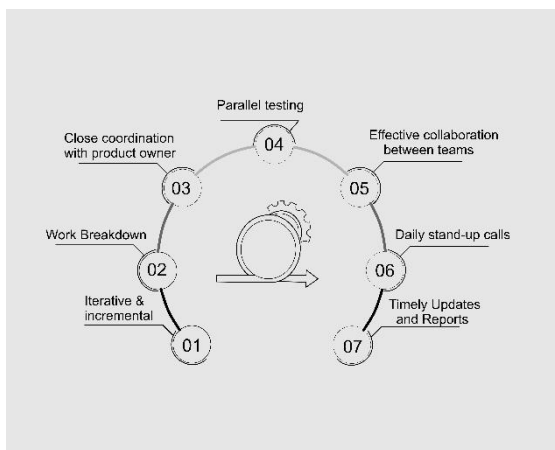 Parallel testing
04
Close coordination
with product owner
03
Effective collaboration
between teams
05
Work Breakdown
02
Daily stand-up calls
06
Iterative &
incremental
01
Timely Updates
and Reports
07